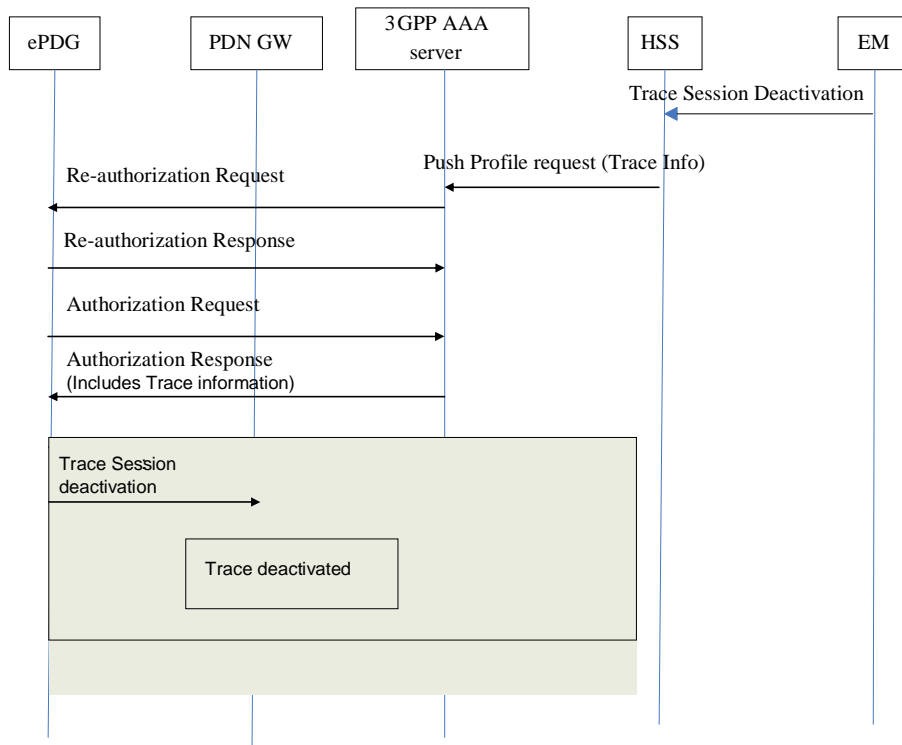 ePDG
PDN GW
3GPP AAA
server
HSS
EM
Trace Session Deactivation
Push Profile request (Trace Info)
Re-authorization Request
Re-authorization Response
Authorization Request
Authorization Response
(Includes Trace information)
Trace Session
deactivation
Trace deactivated